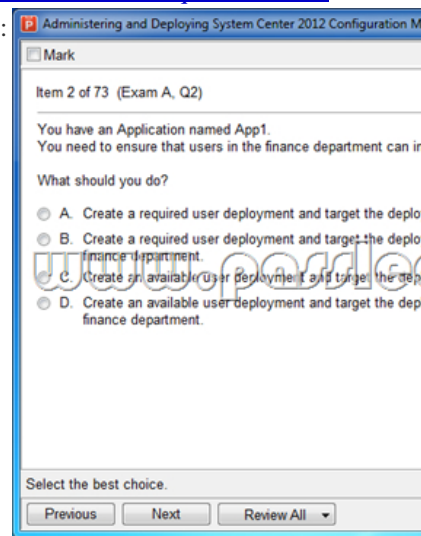 :
Administering and Deploying System Center 2012 Configuration M
Mark
Item 2 of 73 (Exam A, Q2)
You have an Application named App1.
You need to ensure that users in the finance department can in
What should you do?
A. Create a required user deployment and target the deplo
B. Create a required user deployment and target the deplo
finance department.
C. Create an available user deployment and target the dep
D. Create an available user deployment and target the dep
finance department.
Select the best choice.
Previous Next Review All